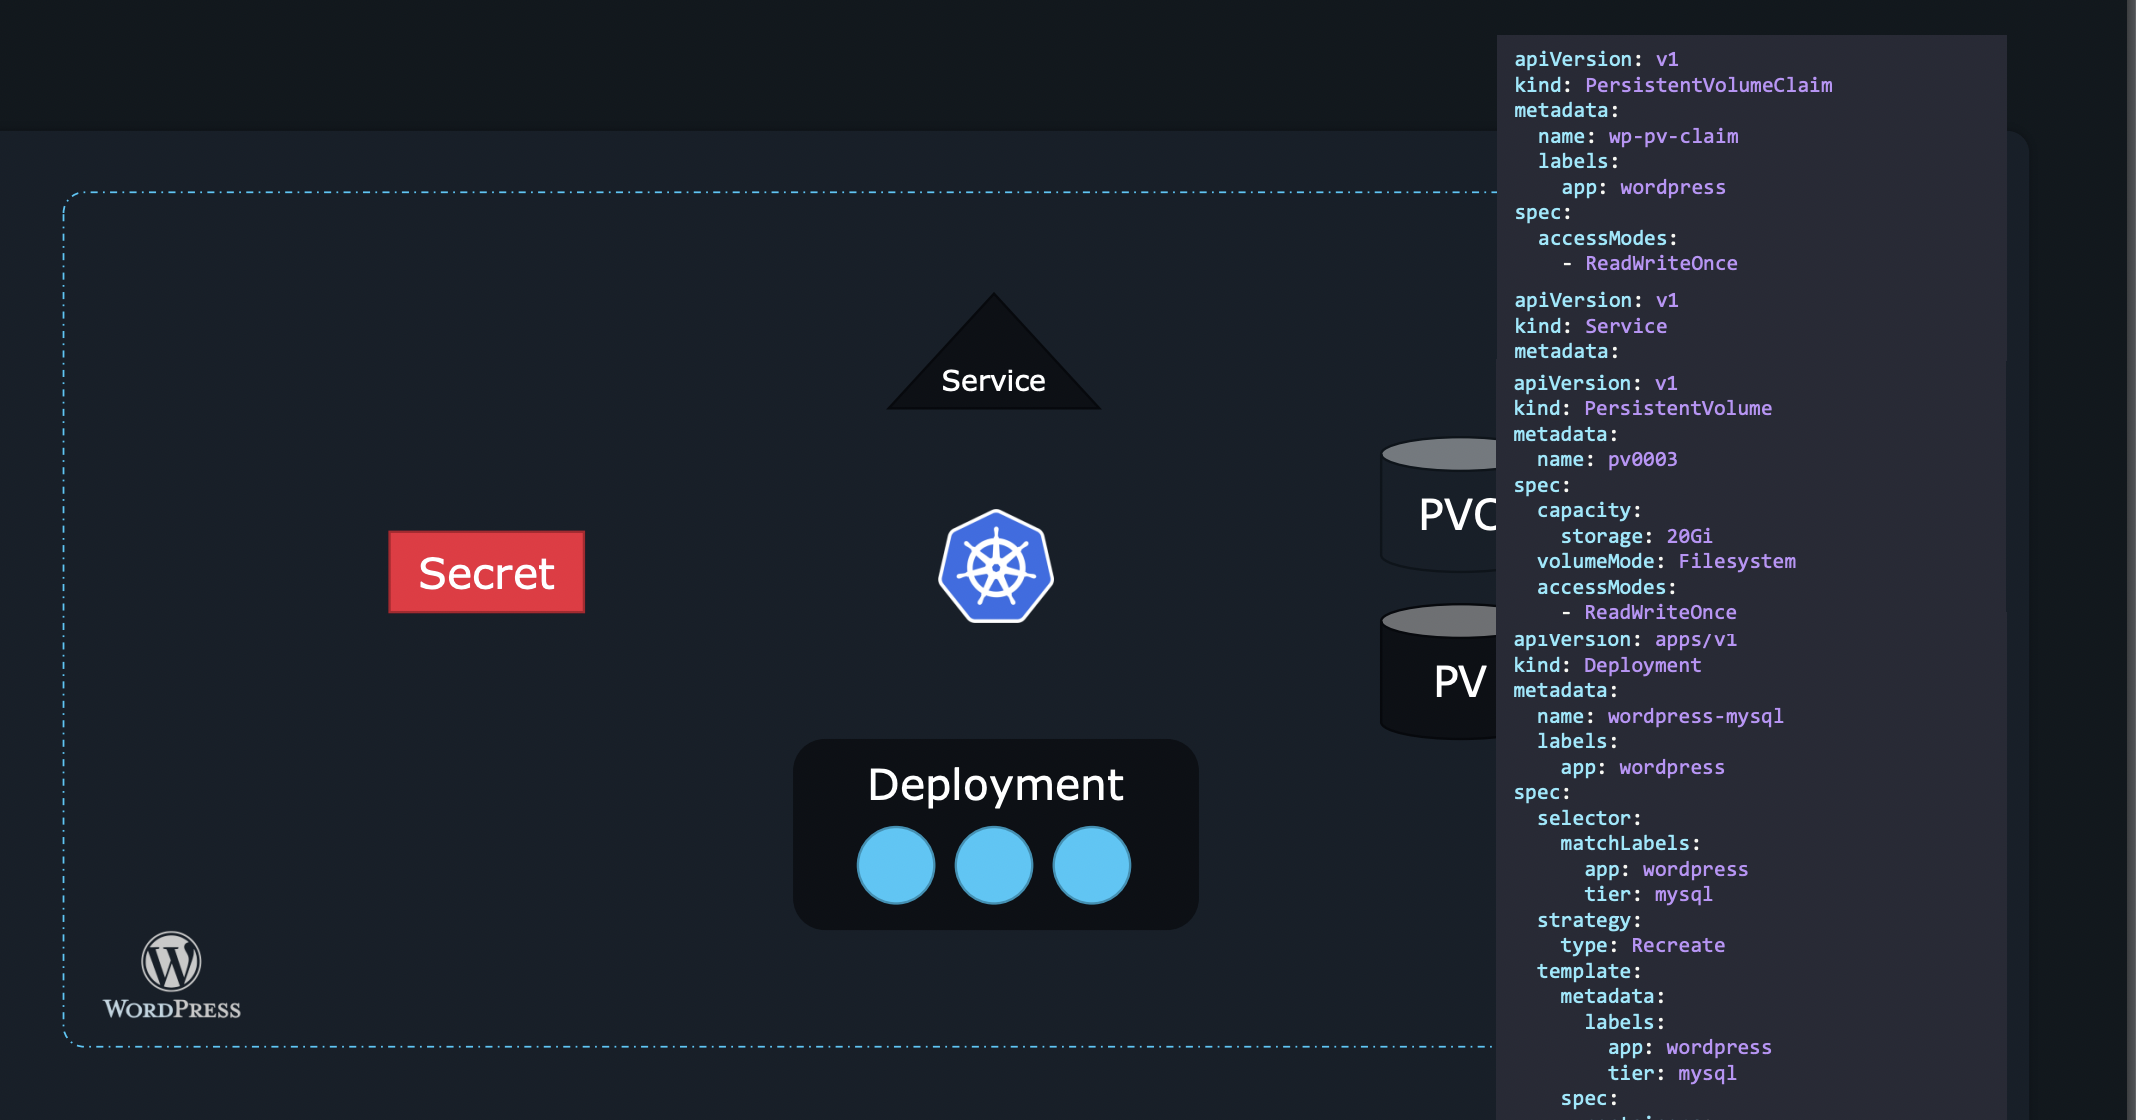 Service
Secret
PVC
PV
Deployment
WORDPRESS
apiVersion: v1
kind: PersistentVolumeClaim
metadata:
  name: wp-pv-claim
  labels:
    app: wordpress
spec:
  accessModes:
    - ReadWriteOnce
apiVersion: v1
kind: Service
metadata:
apiVersion: v1
kind: PersistentVolume
metadata:
  name: pv0003
spec:
  capacity:
    storage: 20Gi
  volumeMode: Filesystem
  accessModes:
    - ReadWriteOnce
apiVersion: apps/v1
kind: Deployment
metadata:
  name: wordpress-mysql
  labels:
    app: wordpress
spec:
  selector:
    matchLabels:
      app: wordpress
      tier: mysql
  strategy:
    type: Recreate
  template:
    metadata:
      labels:
        app: wordpress
        tier: mysql
    spec: